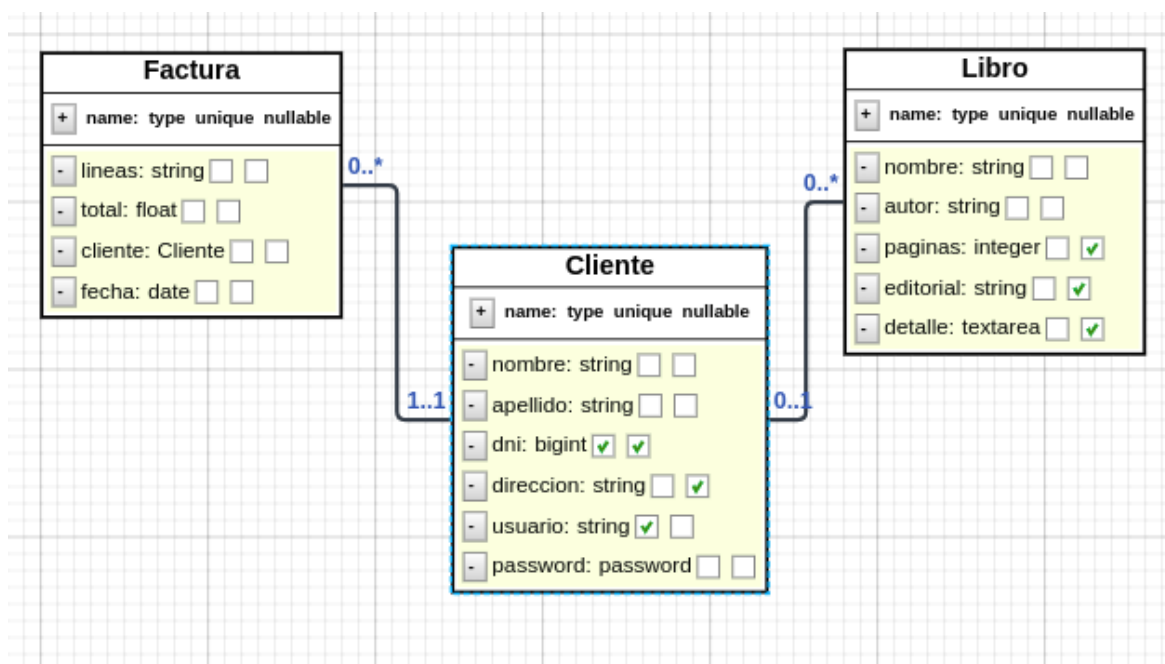 Factura
+ name: type unique nullable
- lineas: string
- total: float
- cliente: Cliente
- fecha: date
0..*
1..1
Cliente
+ name: type unique nullable
- nombre: string
- apellido: string
- dni: bigint
- direccion: string
- usuario: string
- password: password
0..1
0..*
Libro
+ name: type unique nullable
- nombre: string
- autor: string
- paginas: integer
- editorial: string
- detalle: textarea